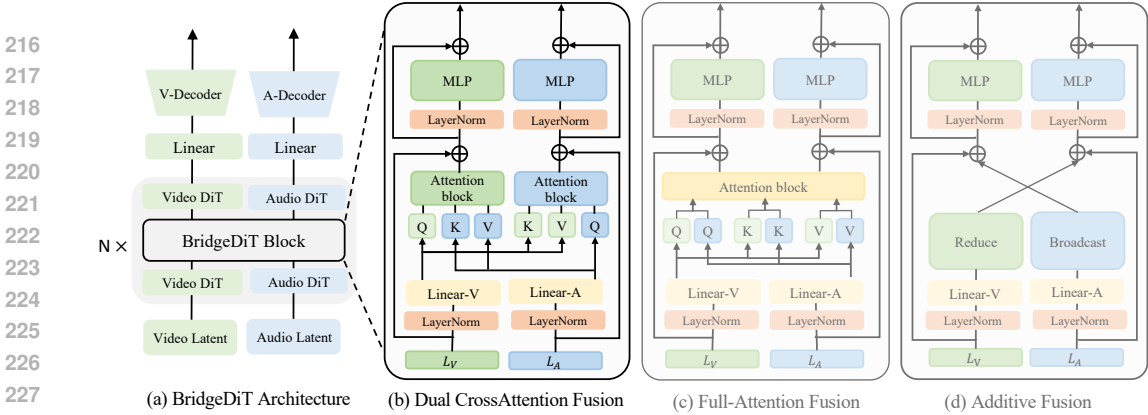 216
217
218
219
220
221
222
223
224
225
226
227
V-Decoder
A-Decoder
Linear
Linear
Video DiT
Audio DiT
N ×
BridgeDiT Block
Video DiT
Audio DiT
Video Latent
Audio Latent
(a) BridgeDiT Architecture
MLP
MLP
LayerNorm
LayerNorm
Attention
block
Attention
block
Q
K
V
K
V
Q
Linear-V
Linear-A
LayerNorm
LayerNorm
L_V
L_A
(b) Dual CrossAttention Fusion
MLP
MLP
LayerNorm
LayerNorm
Attention block
Q
Q
K
K
V
V
Linear-V
Linear-A
LayerNorm
LayerNorm
L_V
L_A
(c) Full-Attention Fusion
MLP
MLP
LayerNorm
LayerNorm
Reduce
Broadcast
Linear-V
Linear-A
LayerNorm
LayerNorm
L_V
L_A
(d) Additive Fusion